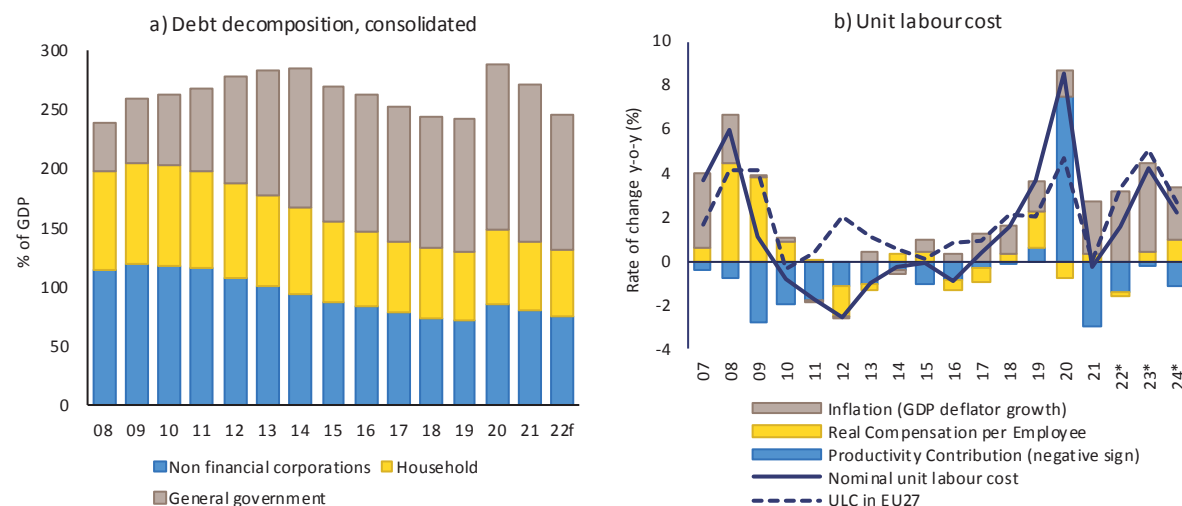 a) Debt decomposition, consolidated
% of GDP
300
250
200
150
100
50
0
08 09 10 11 12 13 14 15 16 17 18 19 20 21 22f
Non financial corporations Household
General government
b) Unit labour cost
Rate of change y-o-y (%)
10
8
6
4
2
0
-2
-4
07 08 09 10 11 12 13 14 15 16 17 18 19 20 21 22* 23* 24*
Inflation (GDP deflator growth)
Real Compensation per Employee
Productivity Contribution (negative sign)
Nominal unit labour cost
ULC in EU27